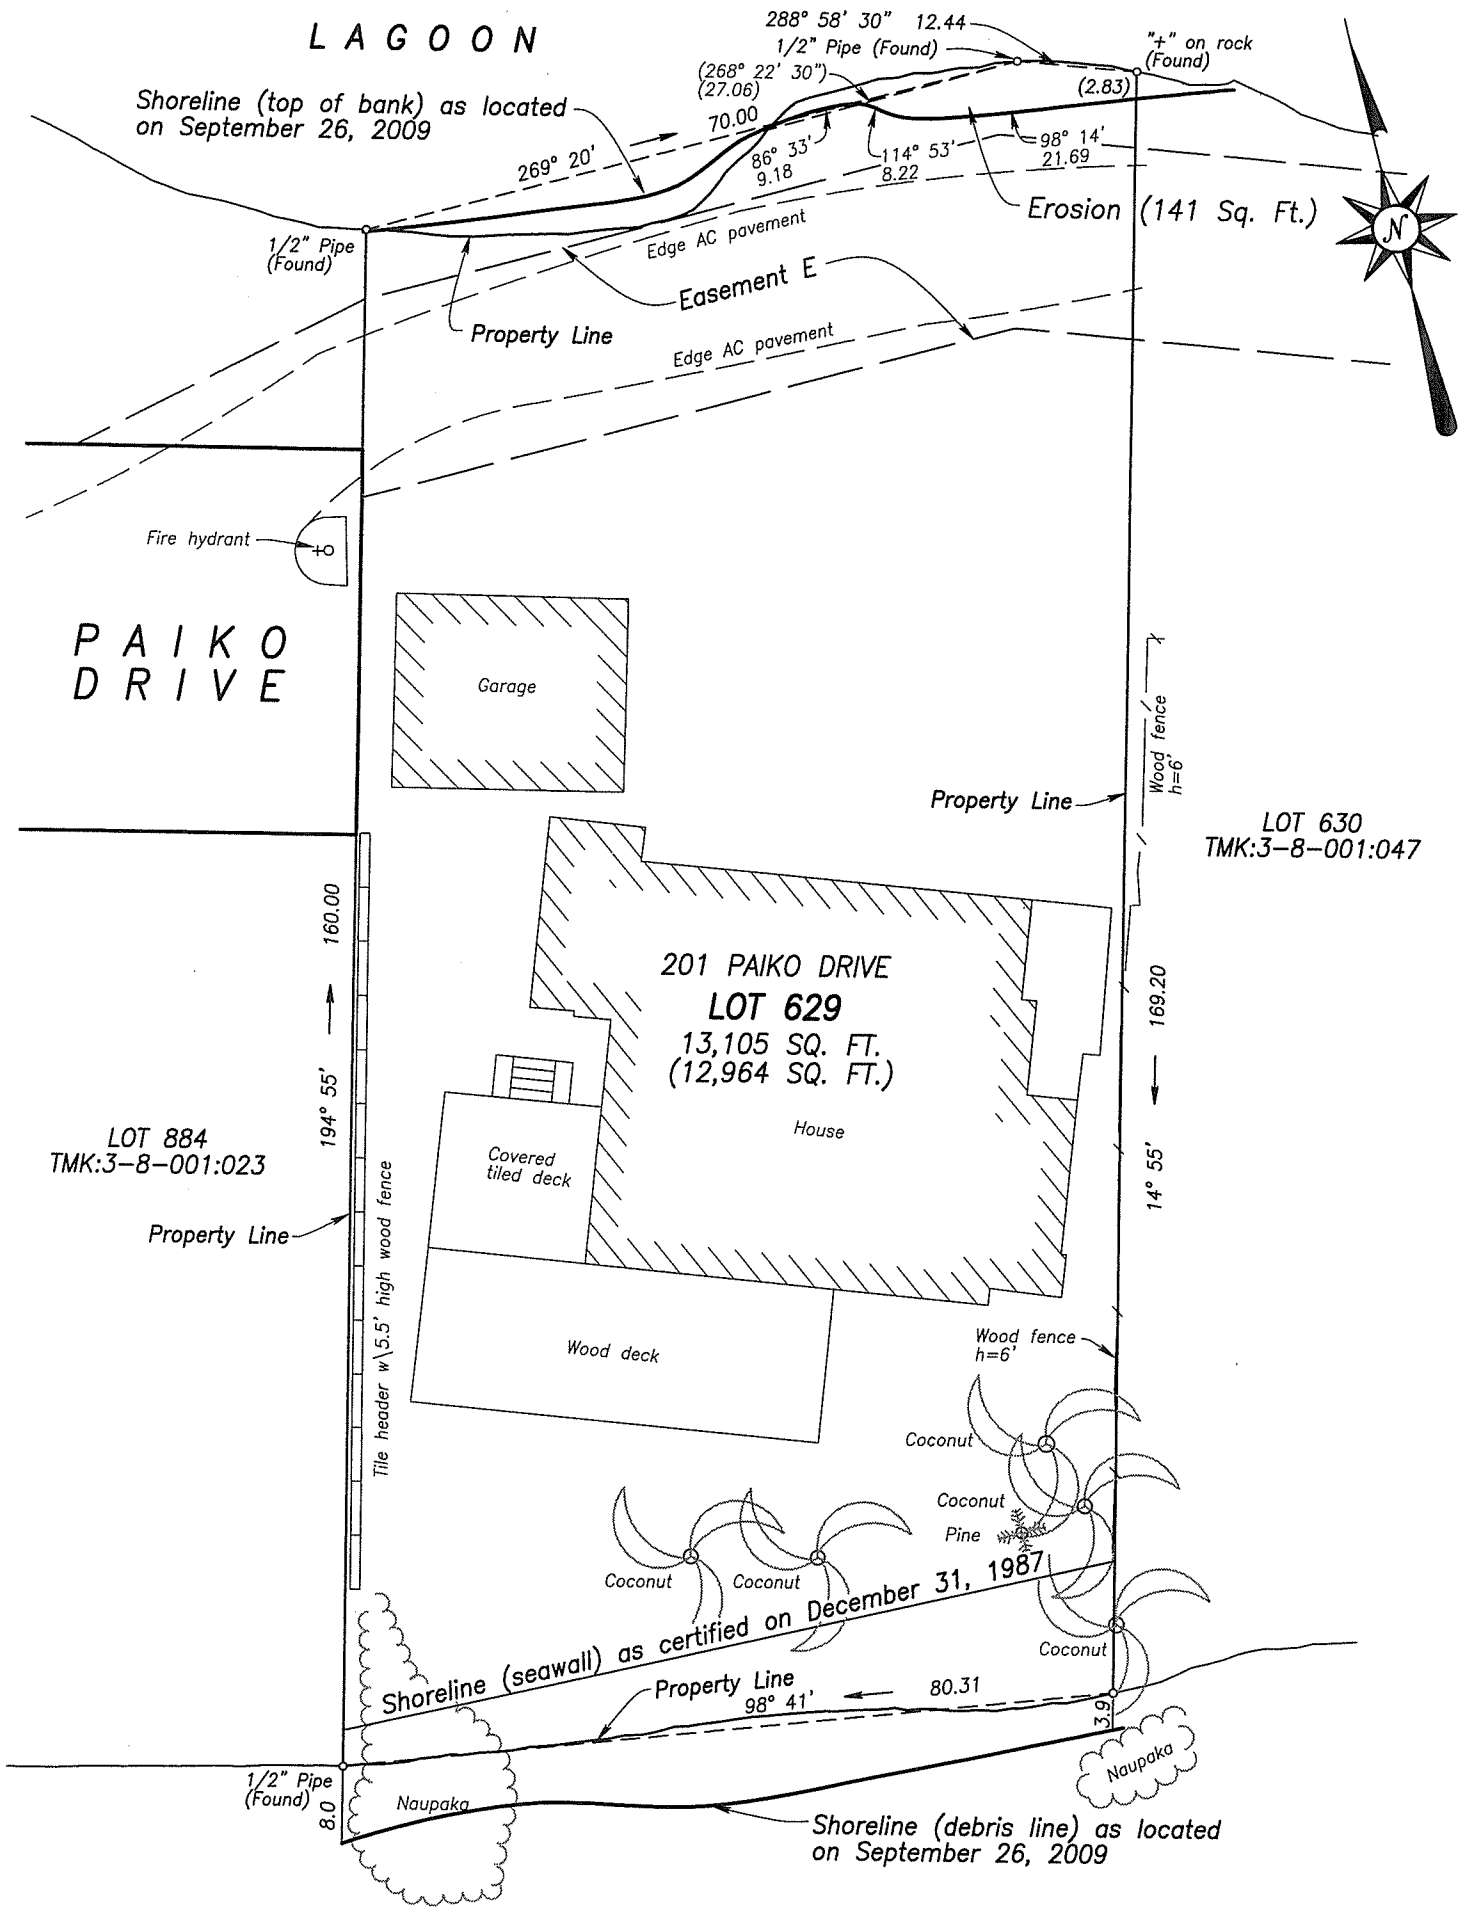 LAGOON
288° 58' 30" 12.44
1/2" Pipe (Found)
"+" on rock
(Found)
(268° 22' 30")
(27.06)
(2.83)
Shoreline (top of bank) as located
on September 26, 2009
70.00
269° 20'
86° 33'
9.18
114° 53'
8.22
98° 14'
21.69
Erosion (141 Sq. Ft.)
N
1/2" Pipe
(Found)
Edge AC pavement
Easement E
Property Line
Edge AC pavement
Fire hydrant
PAIKO
DRIVE
Garage
Wood fence
h=6'
Property Line
LOT 630
TMK:3-8-001:047
160.00
194° 55'
201 PAIKO DRIVE
LOT 629
13,105 SQ. FT.
(12,964 SQ. FT.)
House
169.20
14° 55'
LOT 884
TMK:3-8-001:023
Covered
tiled deck
Property Line
Tile header w\5.5' high wood fence
Wood deck
Wood fence
h=6'
Coconut
Coconut
Pine
Coconut
Coconut
Coconut
Shoreline (seawall) as certified on December 31, 1987
Property Line
98° 41'
80.31
3.9
1/2" Pipe
(Found)
8.0
Naupaka
Naupaka
Shoreline (debris line) as located
on September 26, 2009